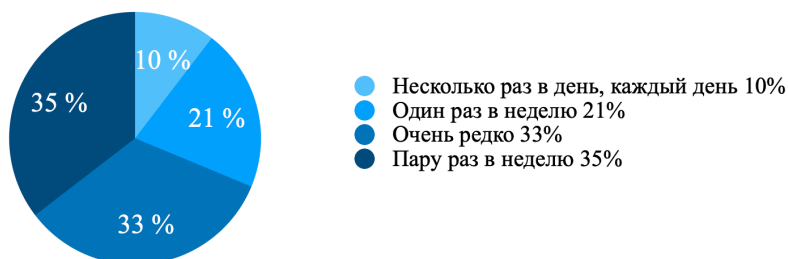 10 %
21 %
33 %
35 %
Несколько раз в день, каждый день 10%
Один раз в неделю 21%
Очень редко 33%
Пару раз в неделю 35%